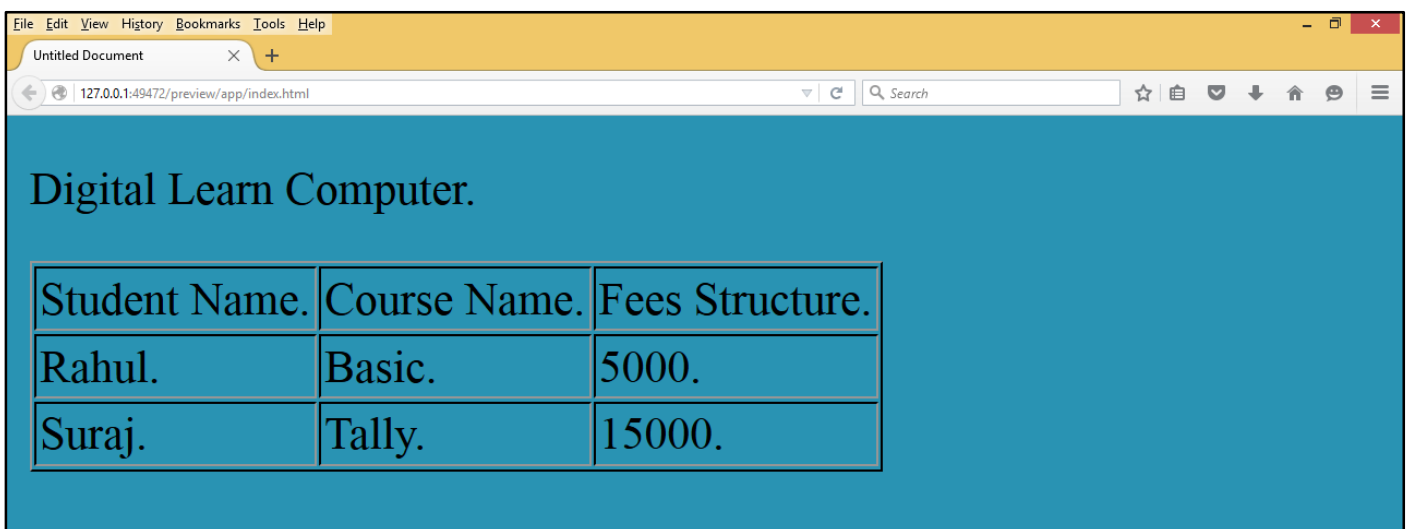 File Edit View History Bookmarks Tools Help
Untitled Document
127.0.0.1:49472/preview/app/index.html Search
Digital Learn Computer.
Student Name. Course Name. Fees Structure.
Rahul. Basic. 5000.
Suraj. Tally. 15000.